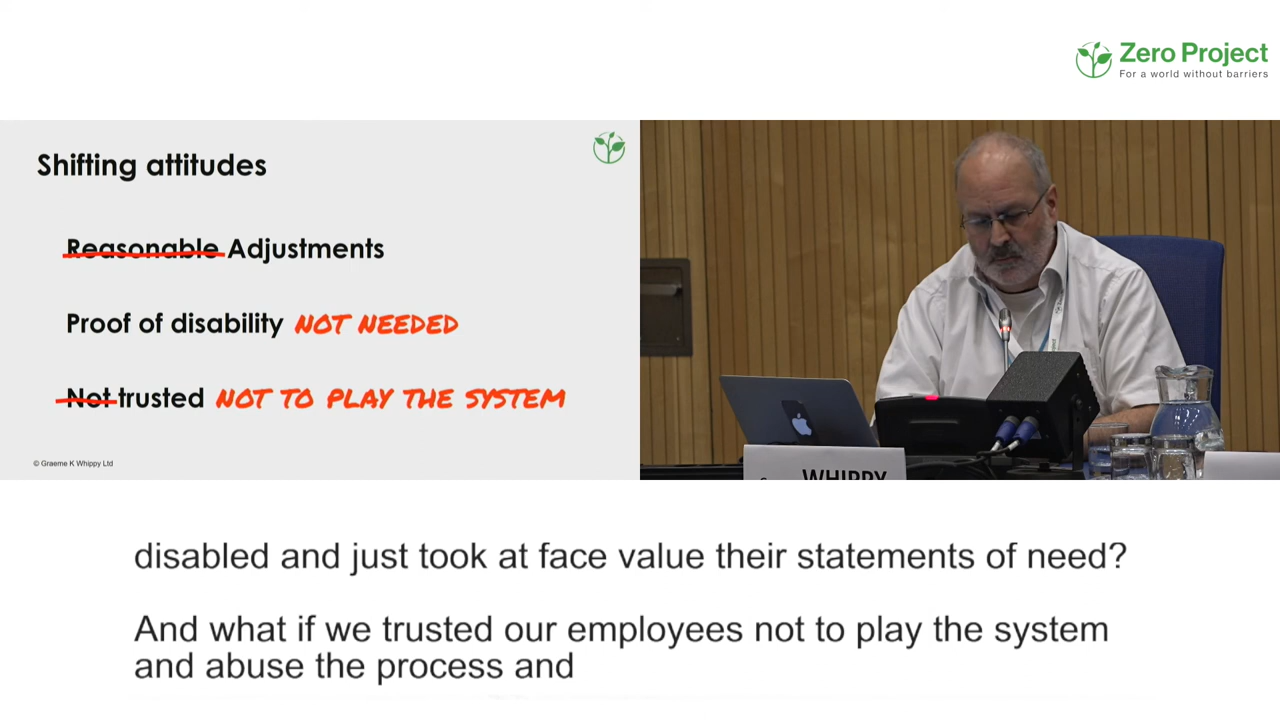 Zero Project
For a world without barriers
Shifting attitudes
Reasonable Adjustments
Proof of disability NOT NEEDED
Not trusted NOT TO PLAY THE SYSTEM
© Graeme K Whippy Ltd
WHIPPY
disabled and just took at face value their statements of need?
And what if we trusted our employees not to play the system
and abuse the process and